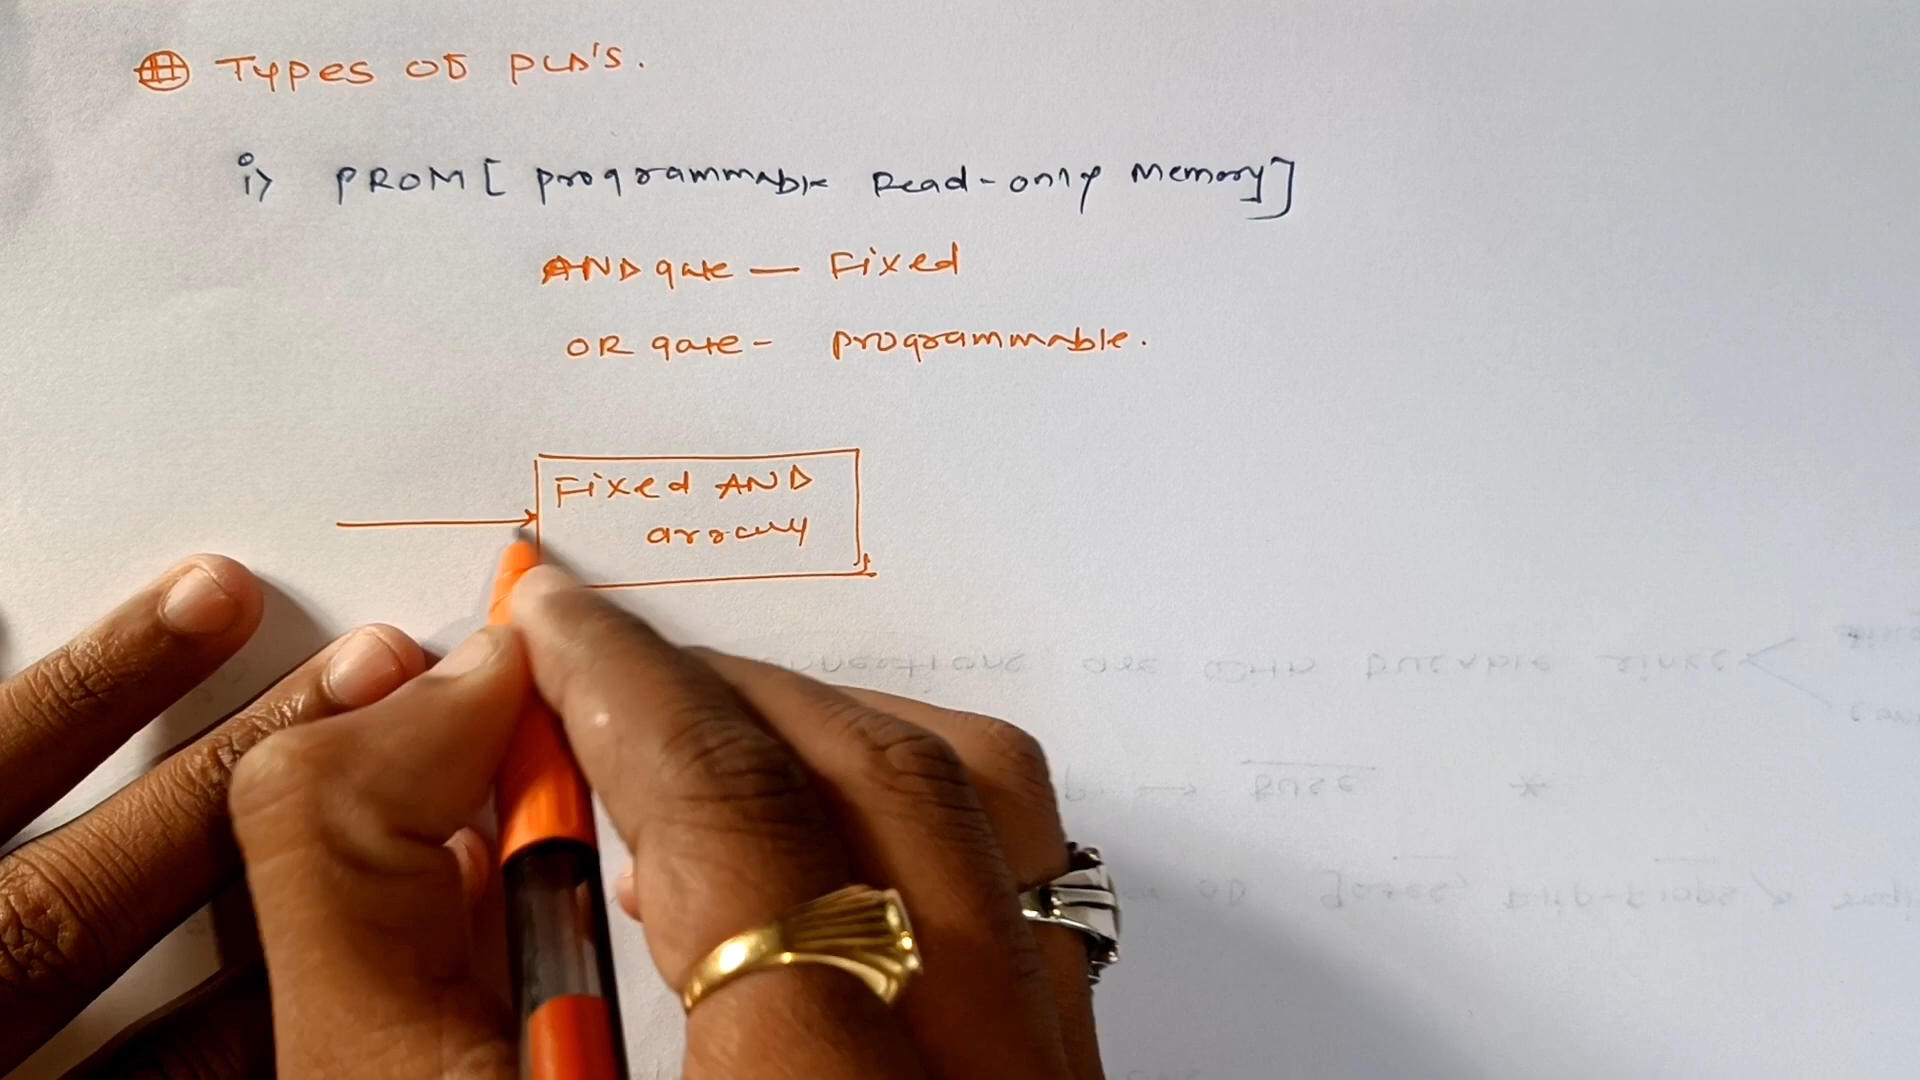 Types of PLD's.
i) PROM [ programmable Read-only Memory]
AND gate — Fixed
OR gate - programmable.
Fixed AND
array